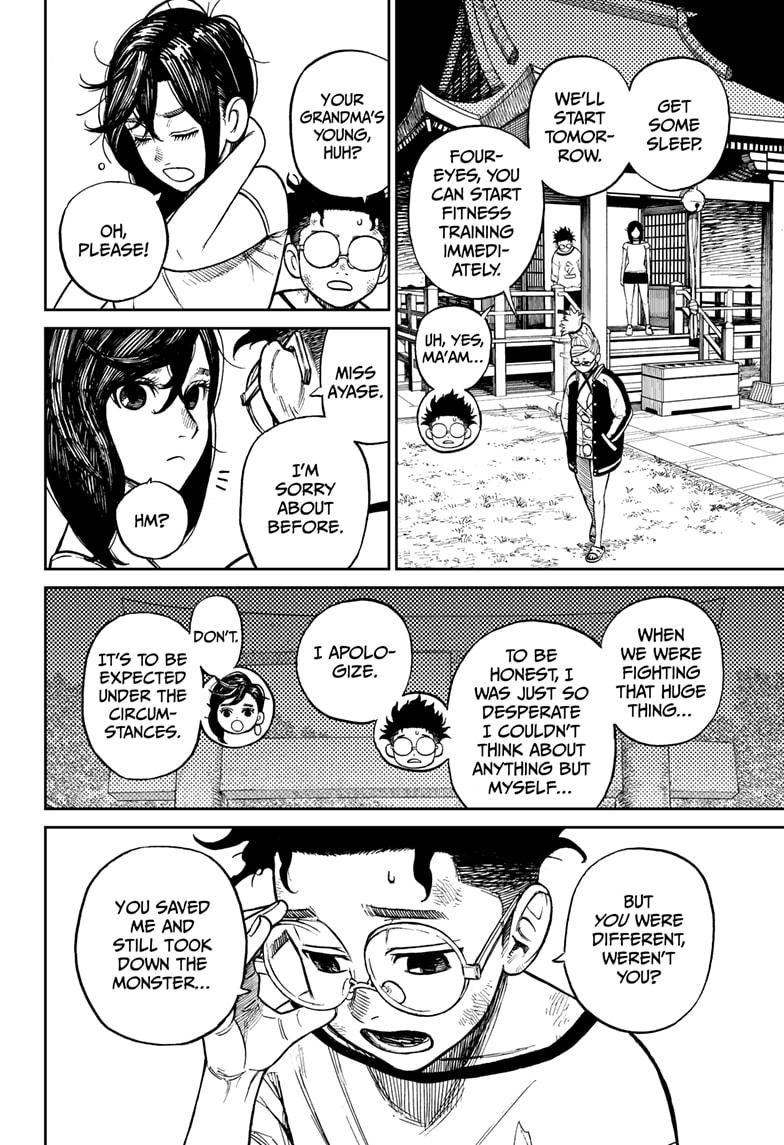 GET
SOME
SLEEP.
WE'LL
START
TOMOR-
ROW.
FOUR-
EYES, YOU
CAN START
FITNESS
TRAINING
IMMEDI-
ATELY.
UH, YES,
MA'AM...
YOUR
GRANDMA'S
YOUNG,
HUH?
OH,
PLEASE!
MISS
AYASE.
I'M
SORRY
ABOUT
BEFORE.
HM?
WHEN
WE WERE
FIGHTING
THAT HUGE
THING...
TO BE
HONEST, I
WAS JUST SO
DESPERATE
I COULDN'T
THINK ABOUT
ANYTHING BUT
MYSELF...
I APOLO-
GIZE.
DON'T.
IT'S TO BE
EXPECTED
UNDER THE
CIRCUM-
STANCES.
BUT
YOU WERE
DIFFERENT,
WEREN'T
YOU?
YOU SAVED
ME AND
STILL TOOK
DOWN THE
MONSTER...